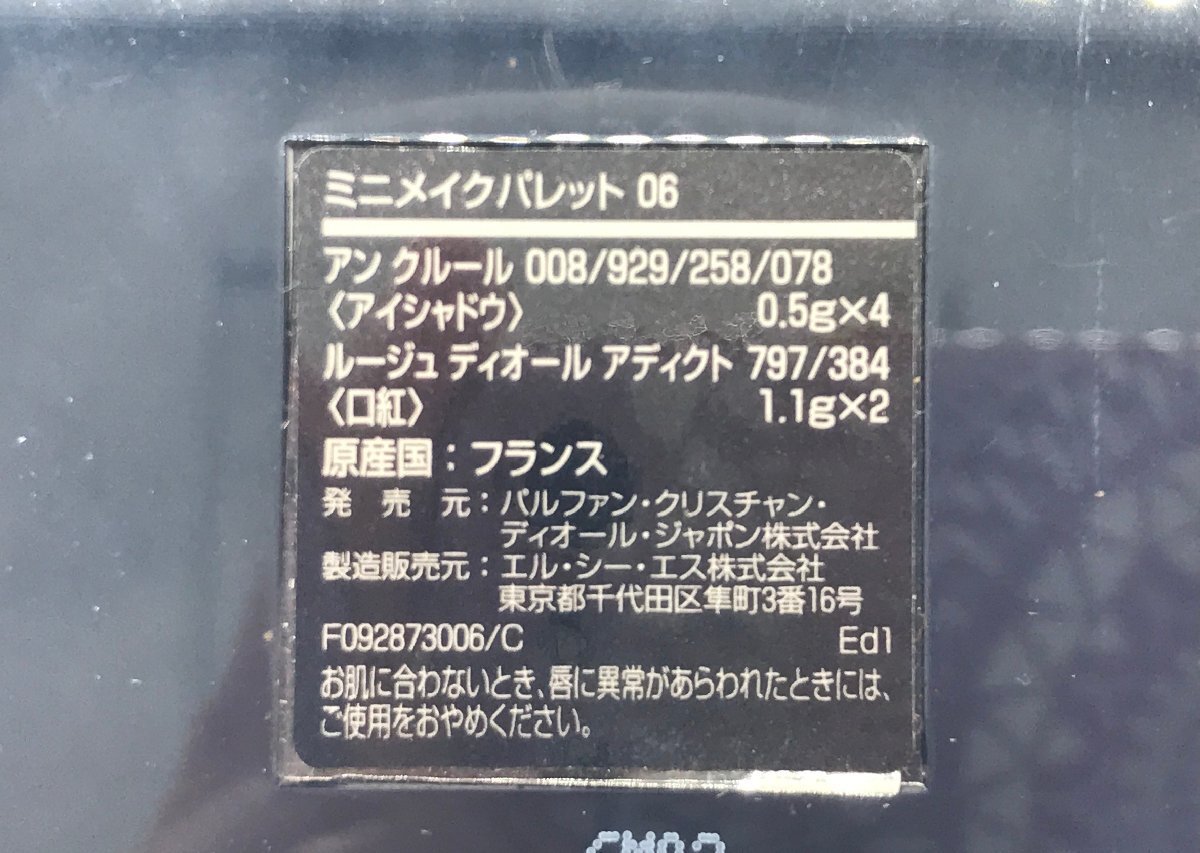 ミニメイクパレット 06
アン クルール 008/929/258/078
〈アイシャドウ〉 0.5g×4
ルージュ ディオール アディクト 797/384
〈口紅〉 1.1g×2
原産国：フランス
発 売 元：パルファン・クリスチャン・
ディオール・ジャポン株式会社
製造販売元：エル・シー・エス株式会社
東京都千代田区隼町3番16号
F092873006/C Ed1
お肌に合わないとき、唇に異常があらわれたときには、
ご使用をおやめください。